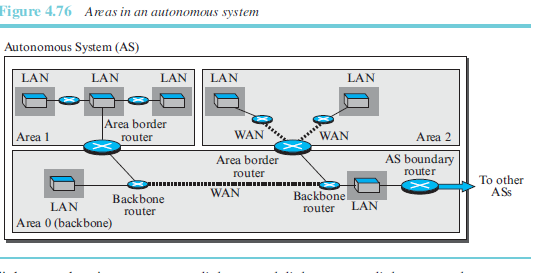 Figure 4.76 Areas in an autonomous system
Autonomous System (AS)
LAN LAN LAN
Area border
router
Area 1
LAN LAN
WAN WAN
Area 2
Area border
router
AS boundary
router
To other
ASs
LAN
Backbone
router
WAN
Backbone
router
LAN
Area 0 (backbone)